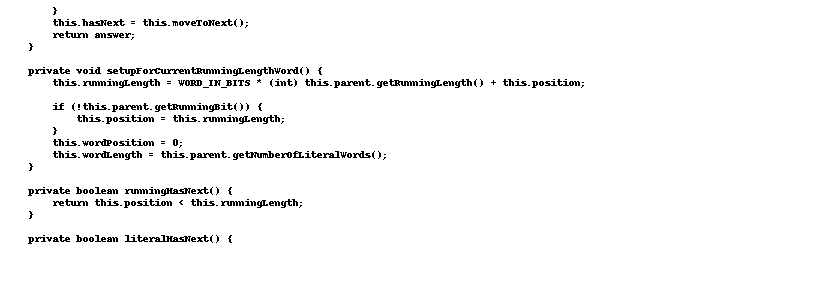 }
    this.hasNext = this.moveToNext();
    return answer;
}

private void setupForCurrentRunningLengthWord() {
    this.runningLength = WORD_IN_BITS * (int) this.parent.getRunningLength() + this.position;

    if (!this.parent.getRunningBit()) {
        this.position = this.runningLength;
    }
    this.wordPosition = 0;
    this.wordLength = this.parent.getNumberOfLiteralWords();
}

private boolean runningHasNext() {
    return this.position < this.runningLength;
}

private boolean literalHasNext() {